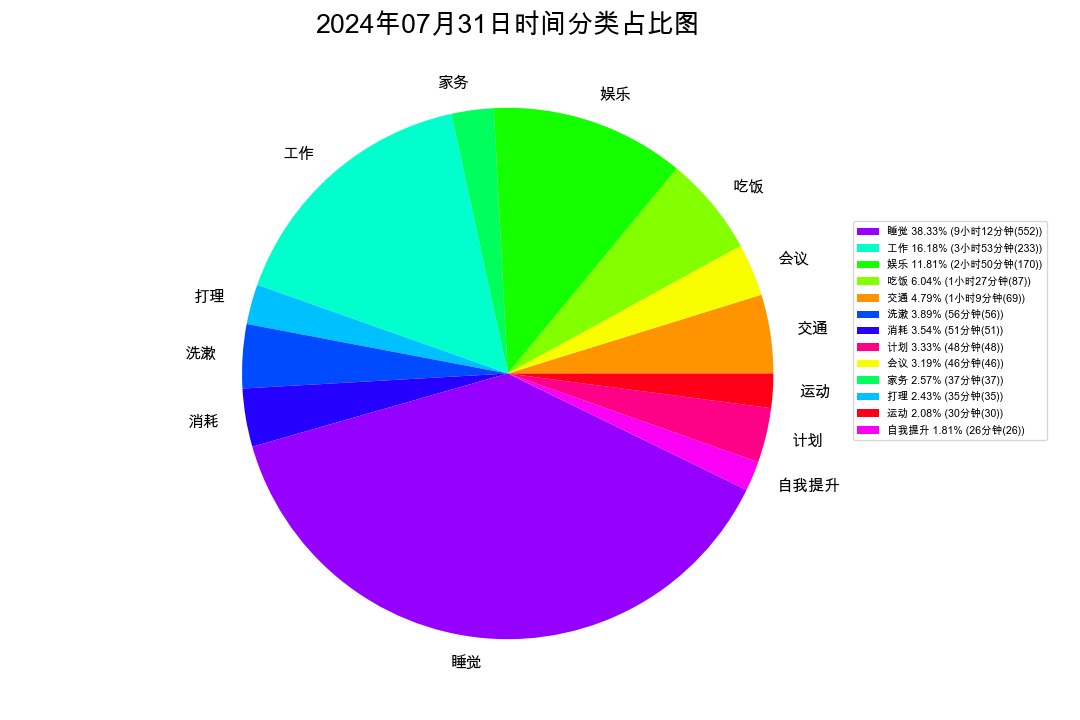 2024年07月31日时间分类占比图
家务
娱乐
工作
吃饭
会议
打理
交通
洗漱
运动
消耗
计划
自我提升
睡觉
睡觉 38.33% (9小时12分钟(552))
工作 16.18% (3小时53分钟(233))
娱乐 11.81% (2小时50分钟(170))
吃饭 6.04% (1小时27分钟(87))
交通 4.79% (1小时9分钟(69))
洗漱 3.89% (56分钟(56))
消耗 3.54% (51分钟(51))
计划 3.33% (48分钟(48))
会议 3.19% (46分钟(46))
家务 2.57% (37分钟(37))
打理 2.43% (35分钟(35))
运动 2.08% (30分钟(30))
自我提升 1.81% (26分钟(26))